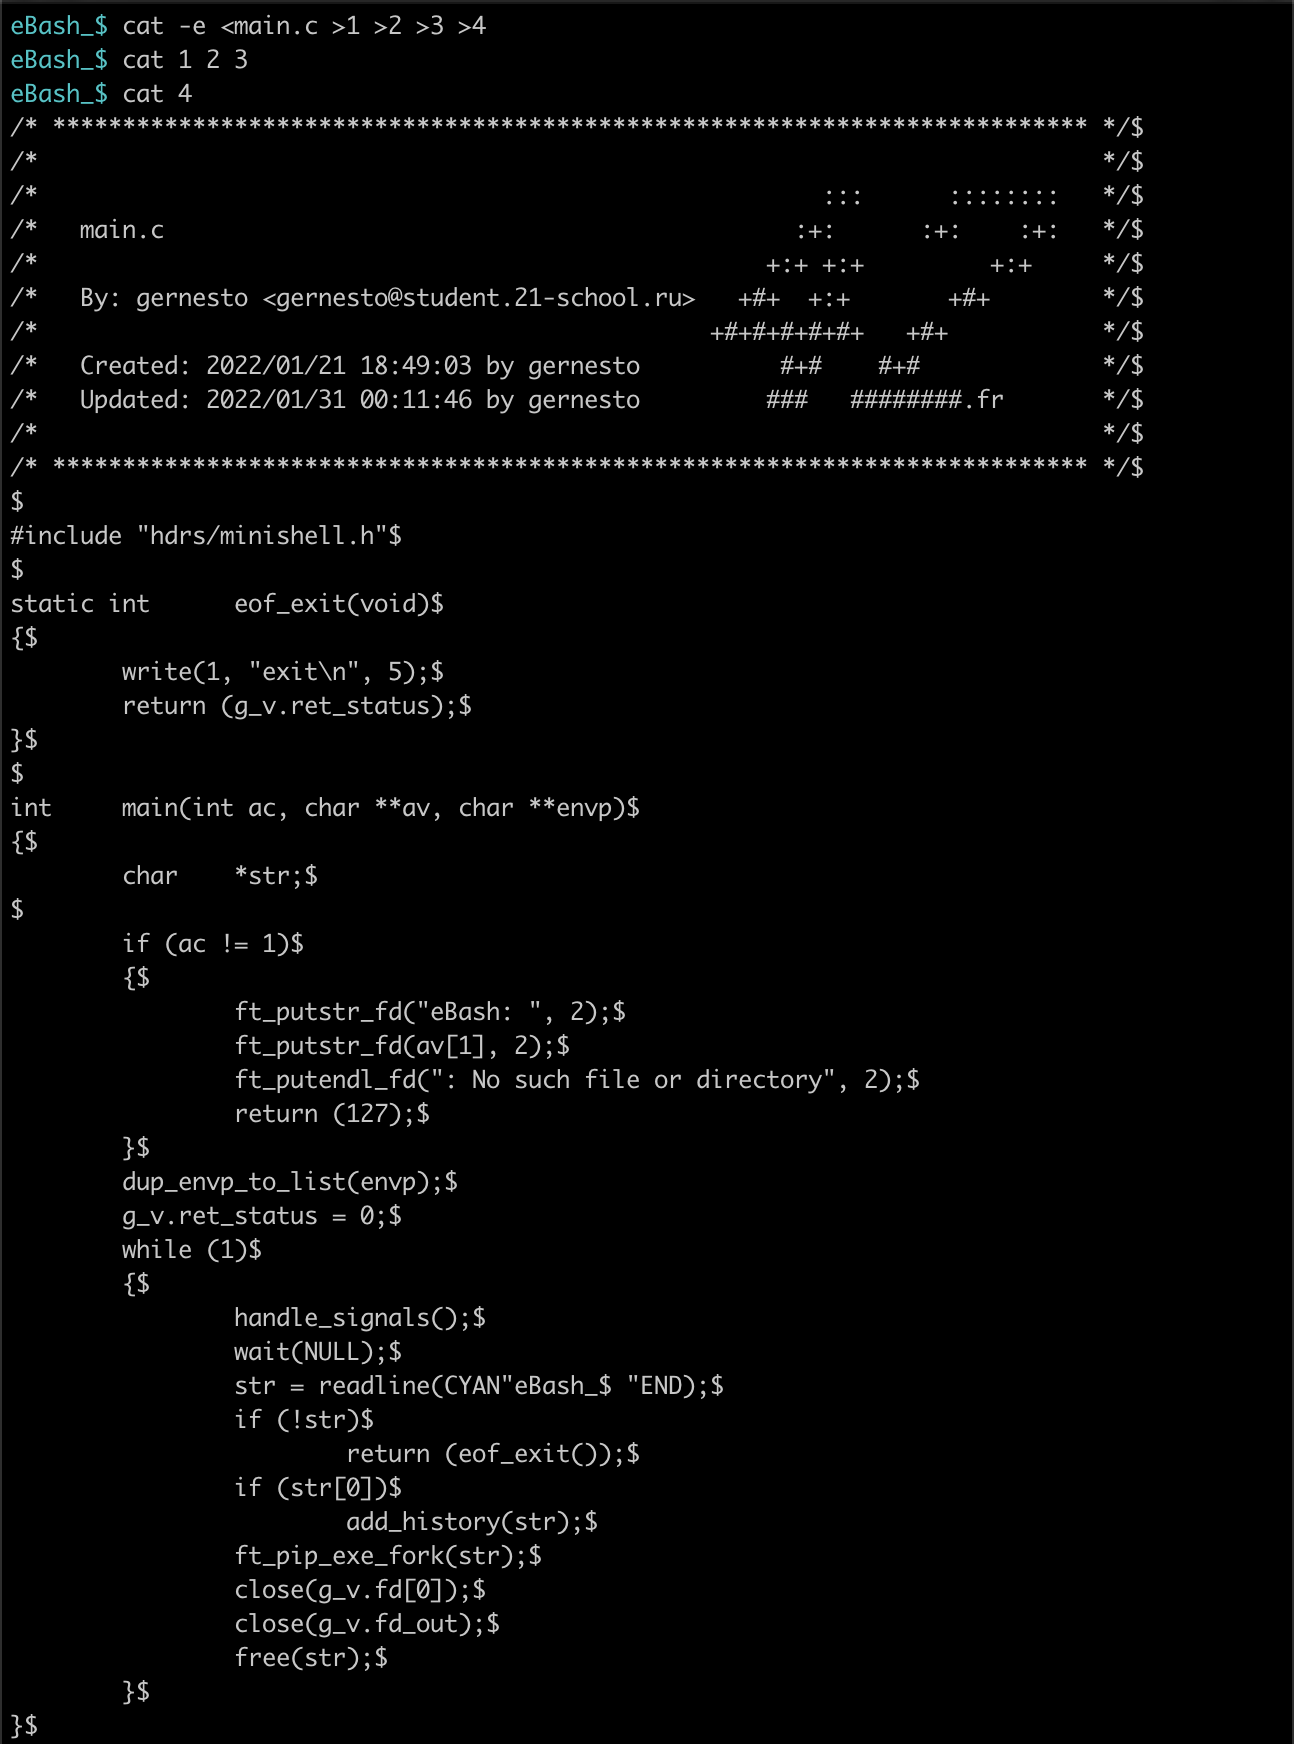 eBash_$ cat -e <main.c >1 >2 >3 >4
eBash_$ cat 1 2 3
eBash_$ cat 4
/* ************************************************************************** */$
/*                                                                            */$
/*                                                        :::      ::::::::   */$
/*   main.c                                             :+:      :+:    :+:   */$
/*                                                    +:+ +:+         +:+     */$
/*   By: gernesto <gernesto@student.21-school.ru>   +#+  +:+       +#+        */$
/*                                                +#+#+#+#+#+   +#+           */$
/*   Created: 2022/01/21 18:49:03 by gernesto          #+#    #+#             */$
/*   Updated: 2022/01/31 00:11:46 by gernesto         ###   ########.fr       */$
/*                                                                            */$
/* ************************************************************************** */$
$
#include "hdrs/minishell.h"$
$
static int      eof_exit(void)$
{$
        write(1, "exit\n", 5);$
        return (g_v.ret_status);$
}$
$
int     main(int ac, char **av, char **envp)$
{$
        char    *str;$
$
        if (ac != 1)$
        {$
                ft_putstr_fd("eBash: ", 2);$
                ft_putstr_fd(av[1], 2);$
                ft_putendl_fd(": No such file or directory", 2);$
                return (127);$
        }$
        dup_envp_to_list(envp);$
        g_v.ret_status = 0;$
        while (1)$
        {$
                handle_signals();$
                wait(NULL);$
                str = readline(CYAN"eBash_$ "END);$
                if (!str)$
                        return (eof_exit());$
                if (str[0])$
                        add_history(str);$
                ft_pip_exe_fork(str);$
                close(g_v.fd[0]);$
                close(g_v.fd_out);$
                free(str);$
        }$
}$